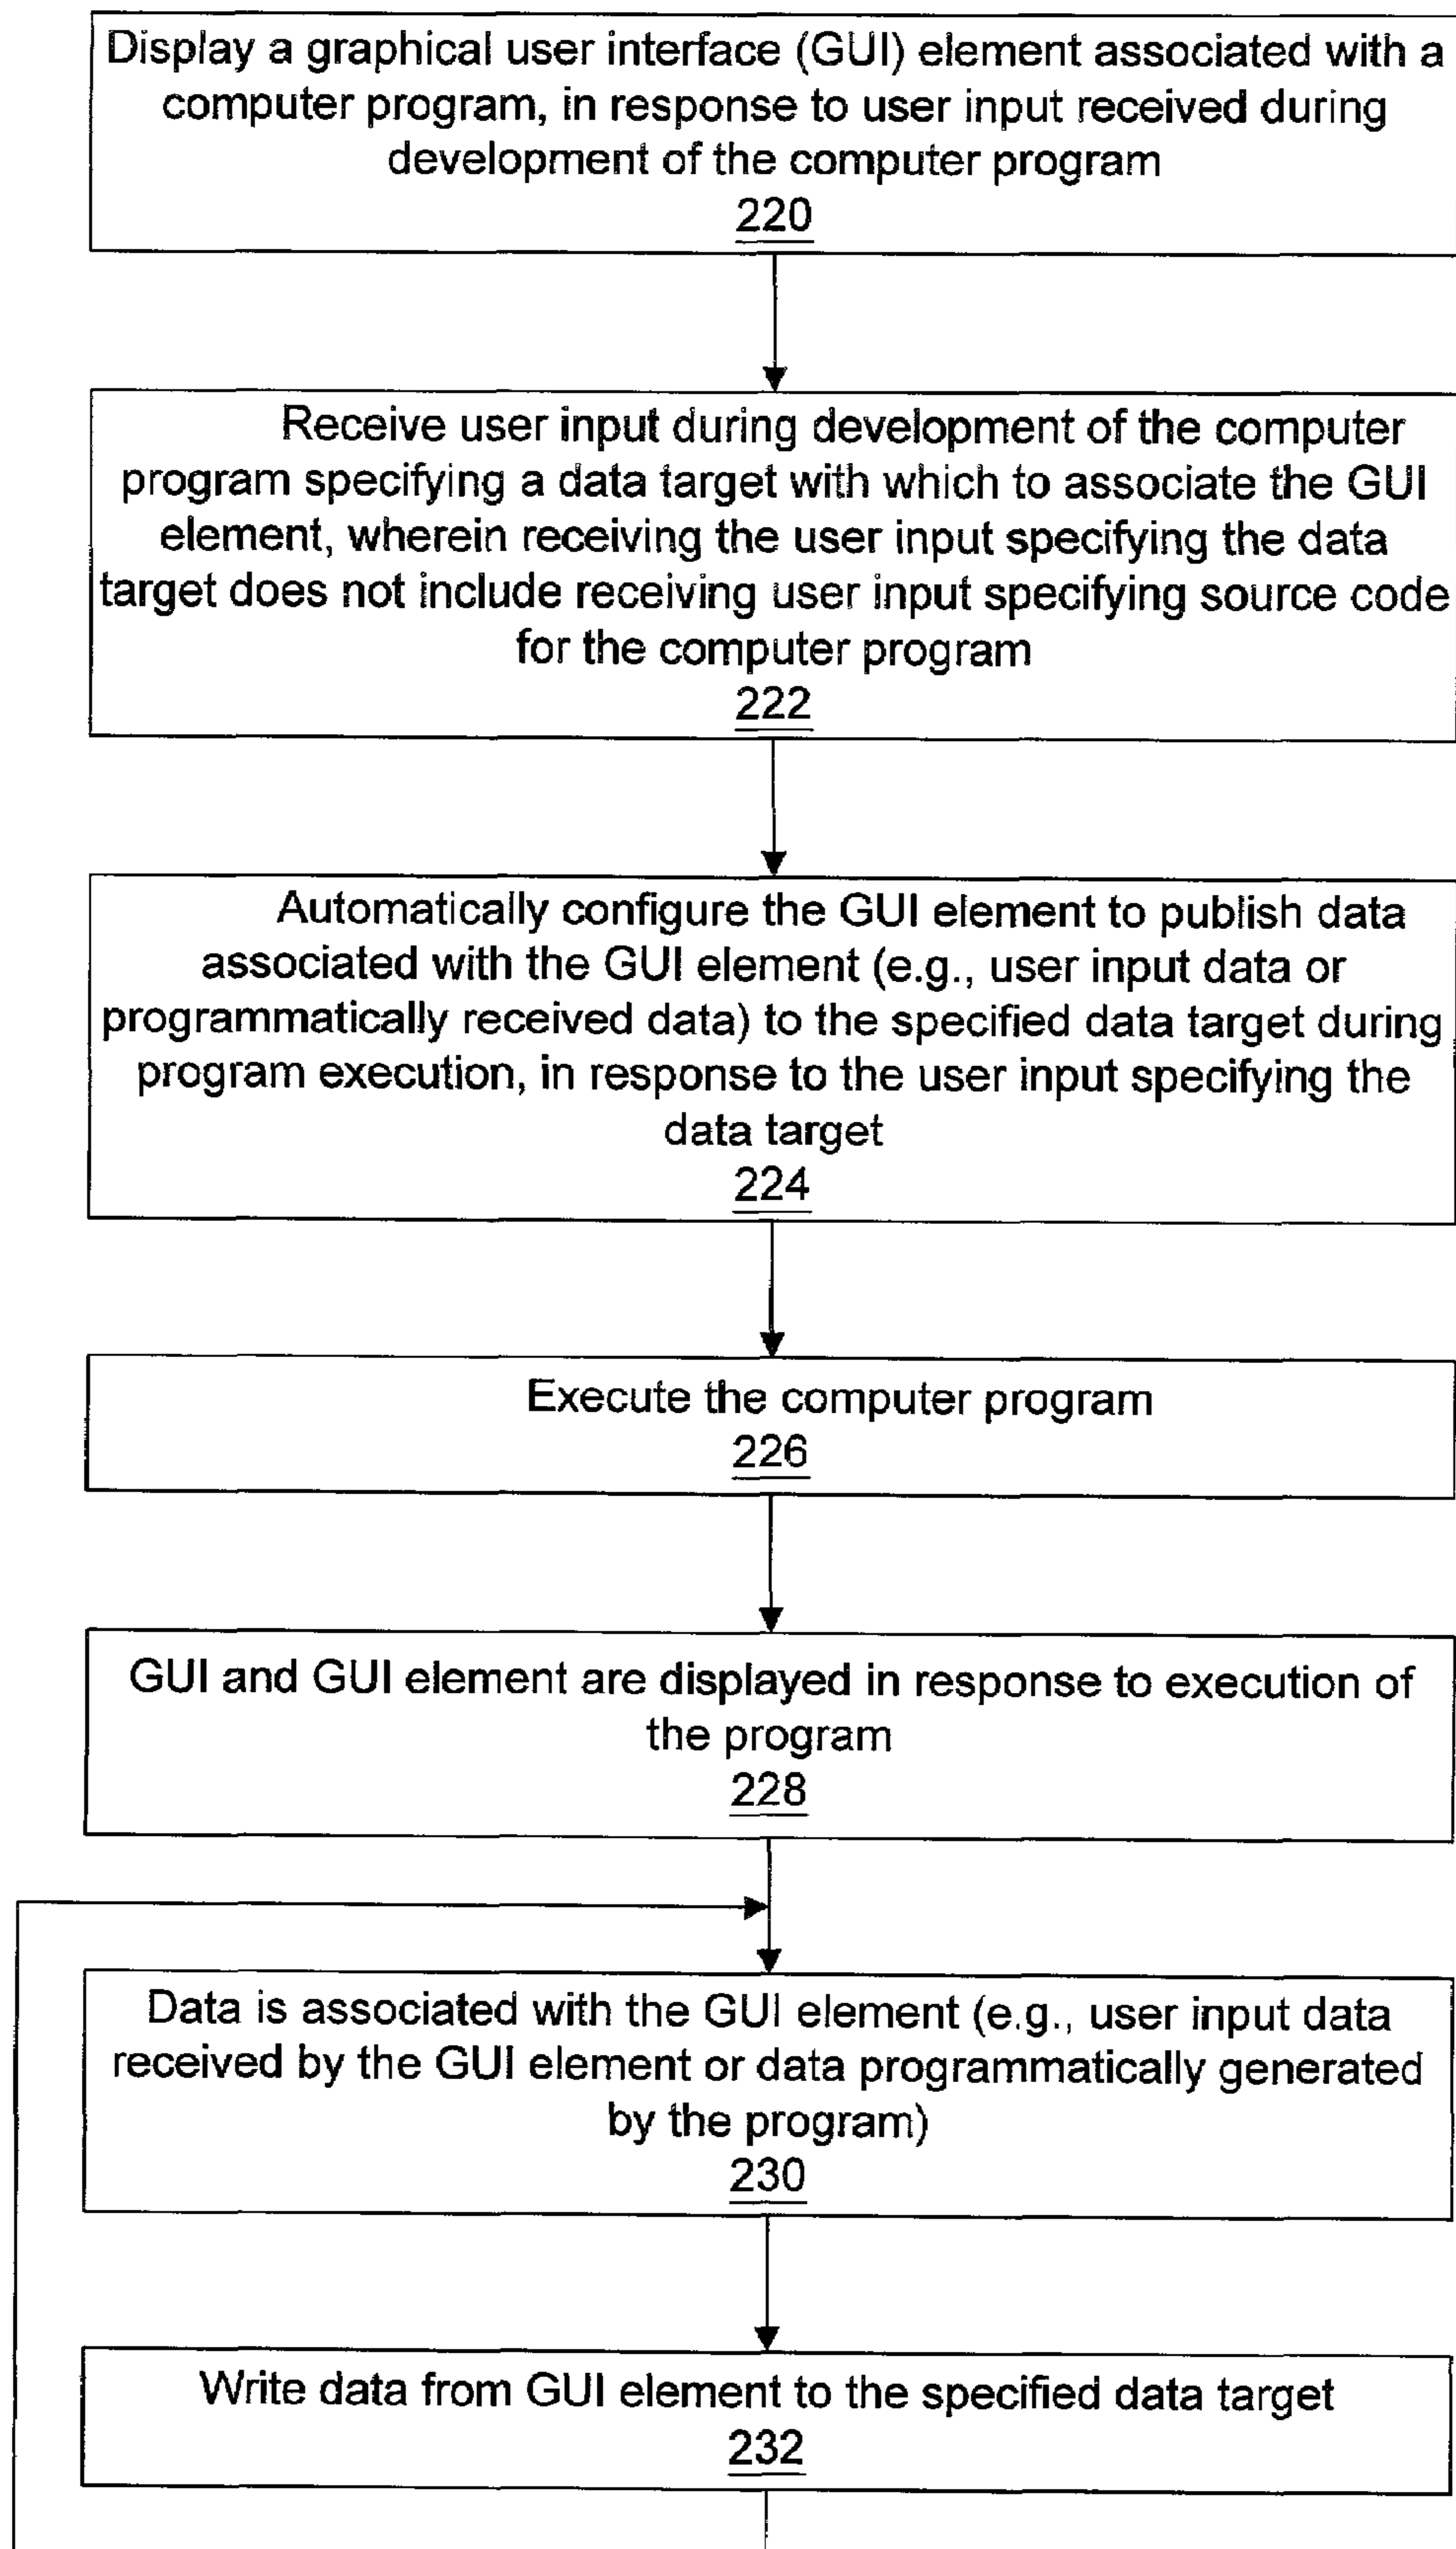 Display a graphical user interface (GUI) element associated with a
computer program, in response to user input received during
development of the computer program
220
Receive user input during development of the computer
program specifying a data target with which to associate the GUI
element, wherein receiving the user input specifying the data
target does not include receiving user input specifying source code
for the computer program
222
Automatically configure the GUI element to publish data
associated with the GUI element (e.g., user input data or
programmatically received data) to the specified data target during
program execution, in response to the user input specifying the
data target
224
Execute the computer program
226
GUI and GUI element are displayed in response to execution of
the program
228
Data is associated with the GUI element (e.g., user input data
received by the GUI element or data programmatically generated
by the program)
230
Write data from GUI element to the specified data target
232